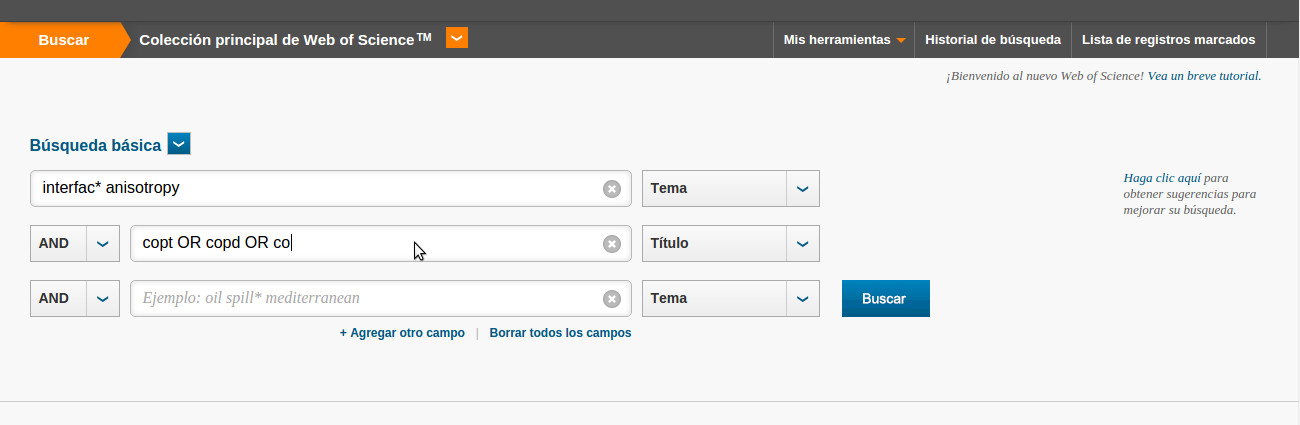 Buscar Colección principal de Web of Science™ Mis herramientas Historial de búsqueda Lista de registros marcados
¡Bienvenido al nuevo Web of Science! Vea un breve tutorial.
Búsqueda básica
interfac* anisotropy Tema
Haga clic aquí para
obtener sugerencias para
mejorar su búsqueda.
AND copt OR copd OR co Título
AND Ejemplo: oil spill* mediterranean Tema Buscar
+ Agregar otro campo | Borrar todos los campos